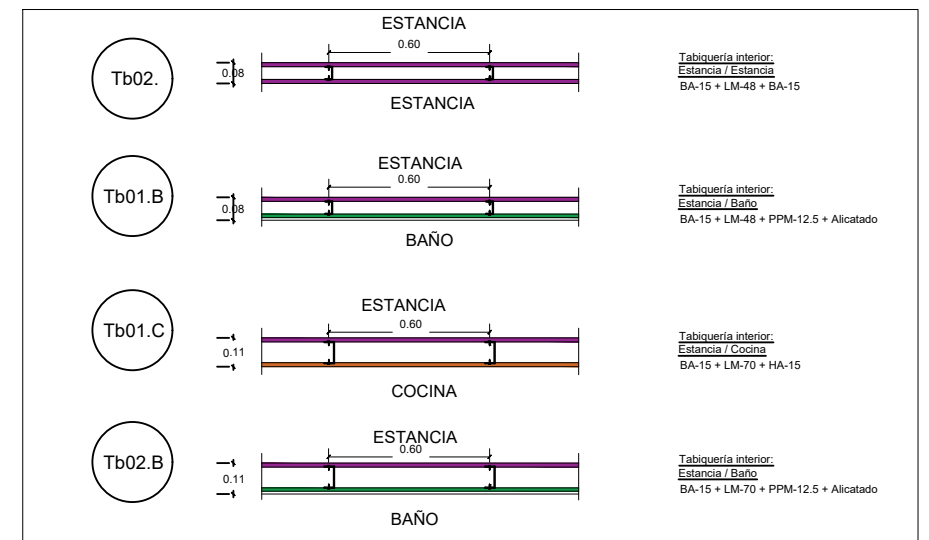 ESTANCIA
0.60
Tb02.
0.08
ESTANCIA
Tabiquería interior:
Estancia / Estancia
BA-15 + LM-48 + BA-15
ESTANCIA
0.60
Tb01.B
0.08
BAÑO
Tabiquería interior:
Estancia / Baño
BA-15 + LM-48 + PPM-12.5 + Alicatado
ESTANCIA
0.60
Tb01.C
0.11
COCINA
Tabiquería interior:
Estancia / Cocina
BA-15 + LM-70 + HA-15
ESTANCIA
0.60
Tb02.B
0.11
BAÑO
Tabiquería interior:
Estancia / Baño
BA-15 + LM-70 + PPM-12.5 + Alicatado